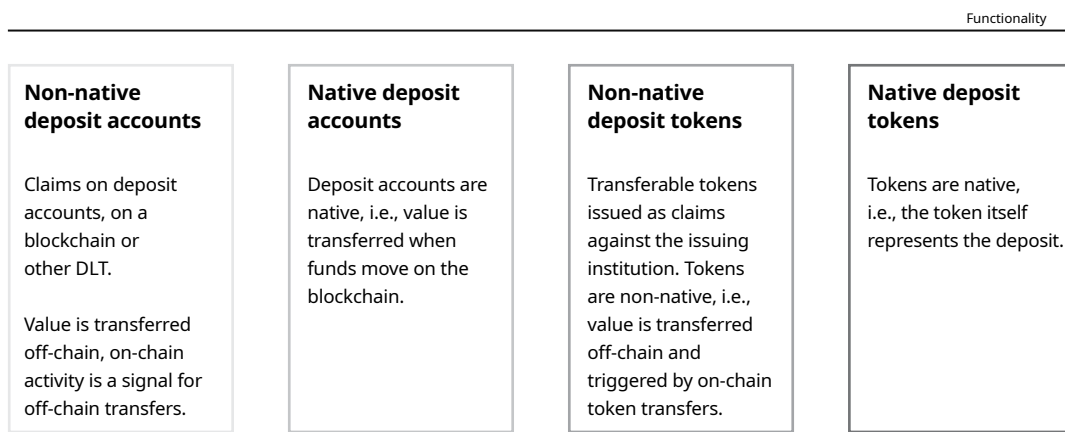 Functionality
Non-native
deposit accounts
Claims on deposit
accounts, on a
blockchain or
other DLT.
Value is transferred
off-chain, on-chain
activity is a signal for
off-chain transfers.
Native deposit
accounts
Deposit accounts are
native, i.e., value is
transferred when
funds move on the
blockchain.
Non-native
deposit tokens
Transferable tokens
issued as claims
against the issuing
institution. Tokens
are non-native, i.e.,
value is transferred
off-chain and
triggered by on-chain
token transfers.
Native deposit
tokens
Tokens are native,
i.e., the token itself
represents the deposit.